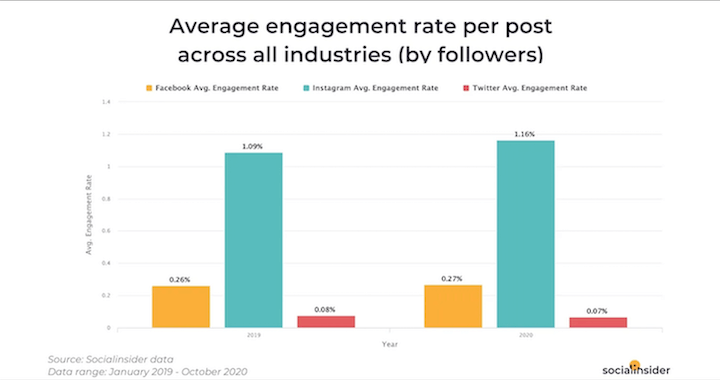 Average engagement rate per post
across all industries (by followers)
Facebook Avg. Engagement Rate Instagram Avg. Engagement Rate Twitter Avg. Engagement Rate
1.4
1.2
1
0.8
0.6
0.4
0.2
0
Avg. Engagement Rate
0.26%
1.09%
0.08%
0.27%
1.16%
0.07%
2019
2020
Year
Source: Socialinsider data
Data range: January 2019 - October 2020
socialinsider